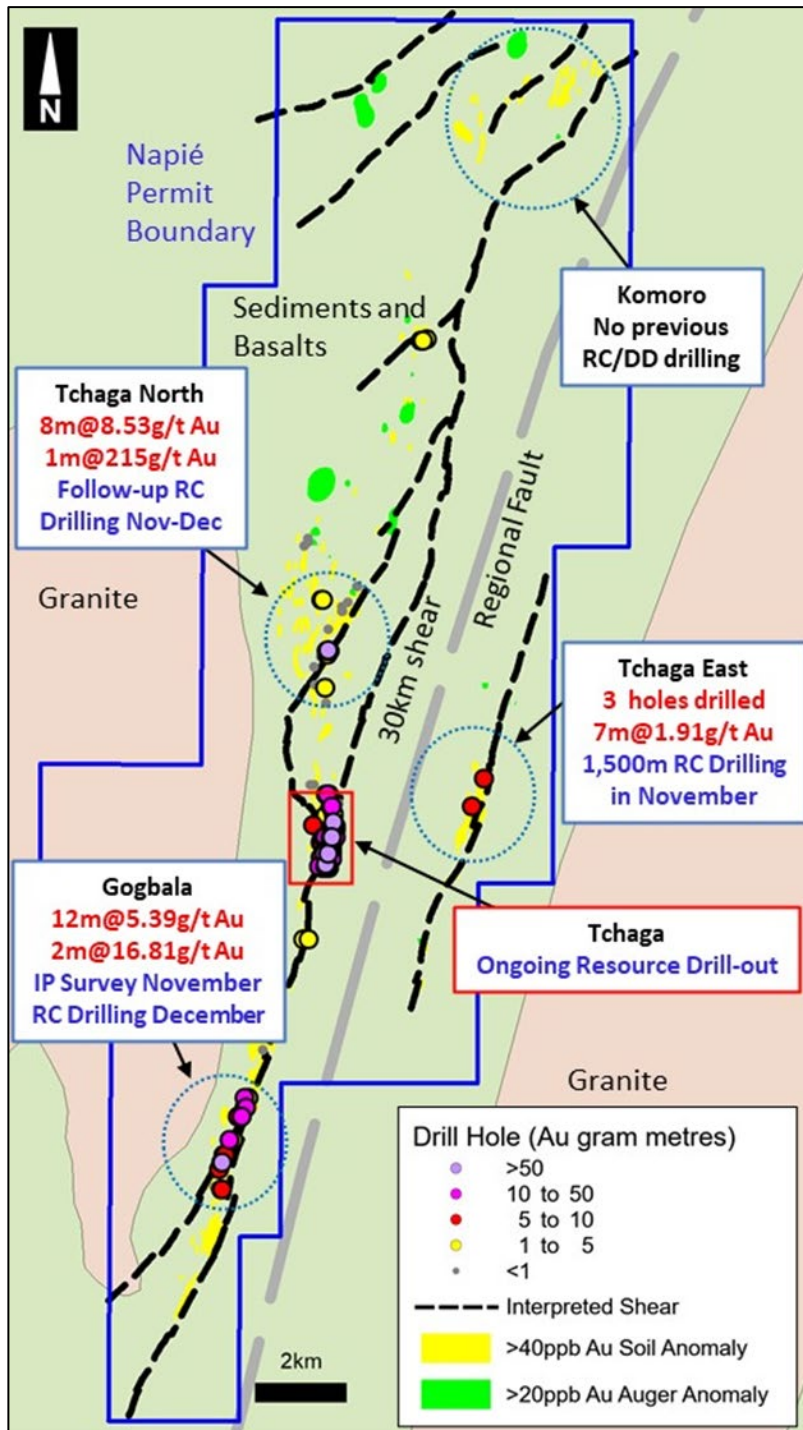 N
Napié
Permit
Boundary
Sediments and
Basalts
Komoro
No previous
RC/DD drilling
Tchaga North
8m@8.53g/t Au
1m@215g/t Au
Follow-up RC
Drilling Nov-Dec
Granite
30km shear
Regional Fault
Tchaga East
3 holes drilled
7m@1.91g/t Au
1,500m RC Drilling
in November
Gogbala
12m@5.39g/t Au
2m@16.81g/t Au
IP Survey November
RC Drilling December
Tchaga
Ongoing Resource Drill-out
Granite
Drill Hole (Au gram metres)
>50
10 to 50
5 to 10
1 to 5
<1
Interpreted Shear
>40ppb Au Soil Anomaly
>20ppb Au Auger Anomaly
2km